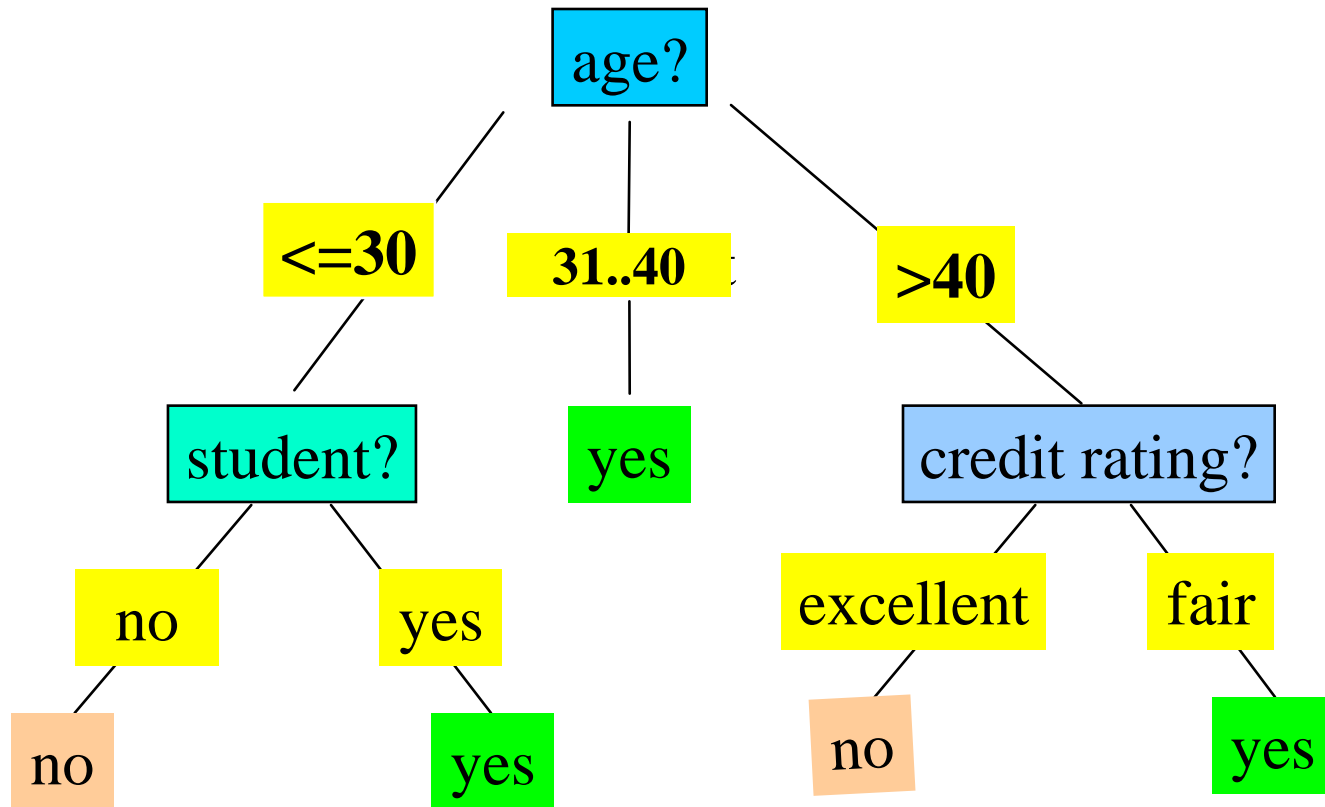 age?
<=30
31..40
>40
student?
yes
credit rating?
no
yes
excellent
fair
no
yes
no
yes